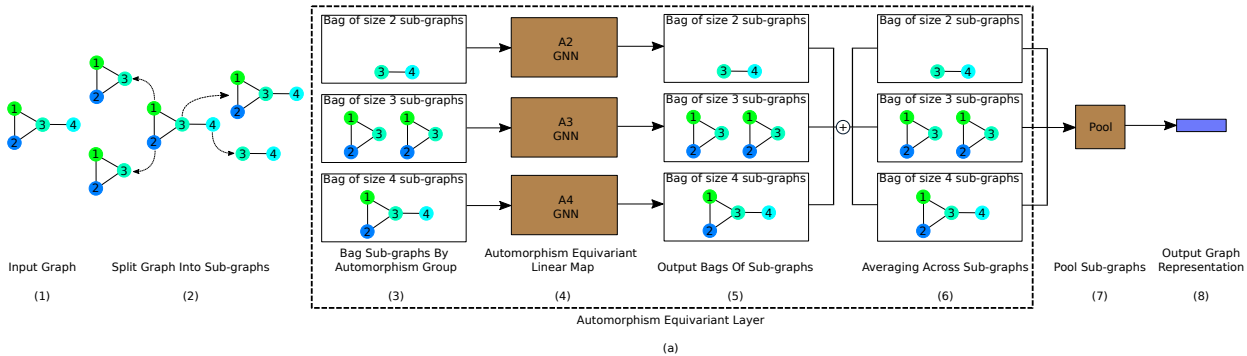 1
2
3
4
Input Graph
(1)
1
2
3
1
2
3
4
1
2
3
4
1
2
3
3
4
Split Graph Into Sub-graphs
(2)
Bag of size 2 sub-graphs
3
4
Bag of size 3 sub-graphs
1
2
3
1
2
3
Bag of size 4 sub-graphs
1
2
3
4
Bag Sub-graphs By
Automorphism Group
(3)
A2
GNN
A3
GNN
A4
GNN
Automorphism Equivariant
Linear Map
(4)
Bag of size 2 sub-graphs
3
4
Bag of size 3 sub-graphs
1
2
3
1
2
3
Bag of size 4 sub-graphs
1
2
3
4
Output Bags Of Sub-graphs
(5)
+
Bag of size 2 sub-graphs
3
4
Bag of size 3 sub-graphs
1
2
3
1
2
3
Bag of size 4 sub-graphs
1
2
3
4
Averaging Across Sub-graphs
(6)
Pool
Pool Sub-graphs
(7)
Output Graph
Representation
(8)
Automorphism Equivariant Layer
(a)